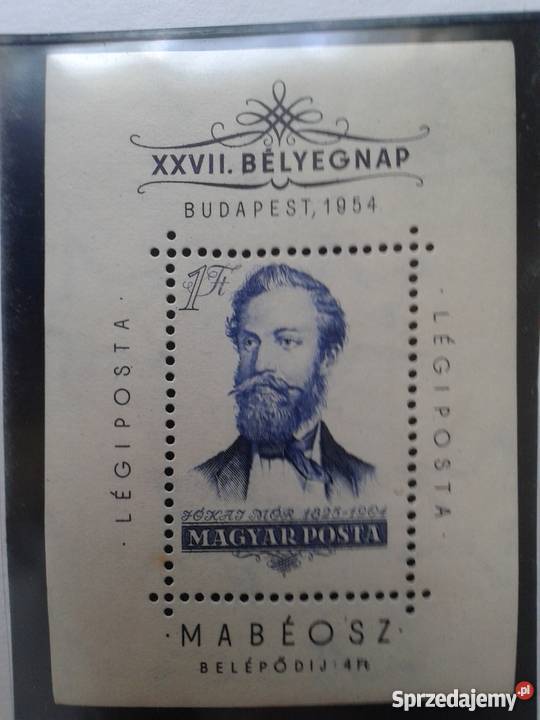 XXVII. BÉLYEGNAP
BUDAPEST, 1954
1 Ft
· LÉGIPOSTA ·
· LÉGIPOSTA ·
JÓKAI MÓR 1825-1904
MAGYAR POSTA
· MABÉOSZ ·
BELÉPŐDIJ: 4 Ft
Sprzedajemy.pl